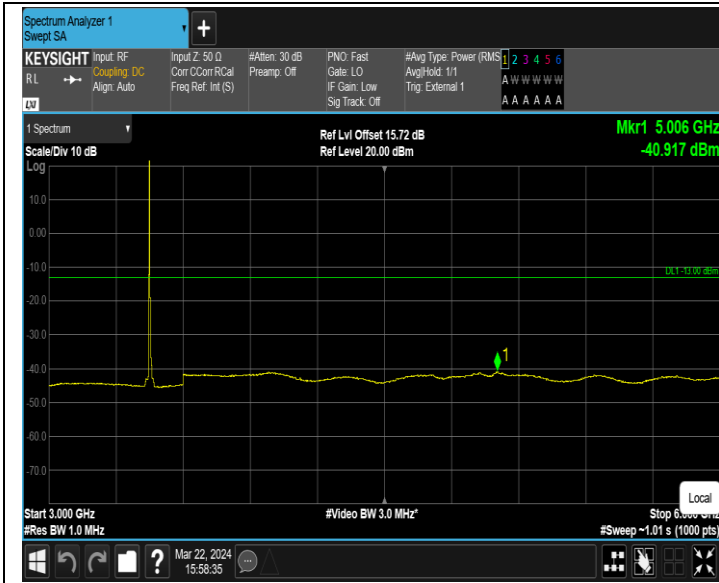 Spectrum Analyzer 1
Swept SA
+
KEYSIGHT Input: RF Input Z: 50 Ω #Atten: 30 dB PNO: Fast #Avg Type: Power (RMS 1 2 3 4 5 6
R L Coupling: DC Corr CCorr RCal Preamp: Off Gate: LO Avg|Hold: 1/1 A W W W W W
Align: Auto Freq Ref: Int (S) IF Gain: Low Trig: External 1
LXI Sig Track: Off A A A A A A
1 Spectrum Ref Lvl Offset 15.72 dB Mkr1 5.006 GHz
Scale/Div 10 dB Ref Level 20.00 dBm -40.917 dBm
Log
10.0
0.00
-10.0
DL1 -13.00 dBm
-20.0
-30.0
1
-40.0
-50.0
-60.0
-70.0
Local
Start 3.000 GHz #Video BW 3.0 MHz* Stop 6.000 GHz
#Res BW 1.0 MHz #Sweep ~1.01 s (1000 pts)
? Mar 22, 2024
15:58:35